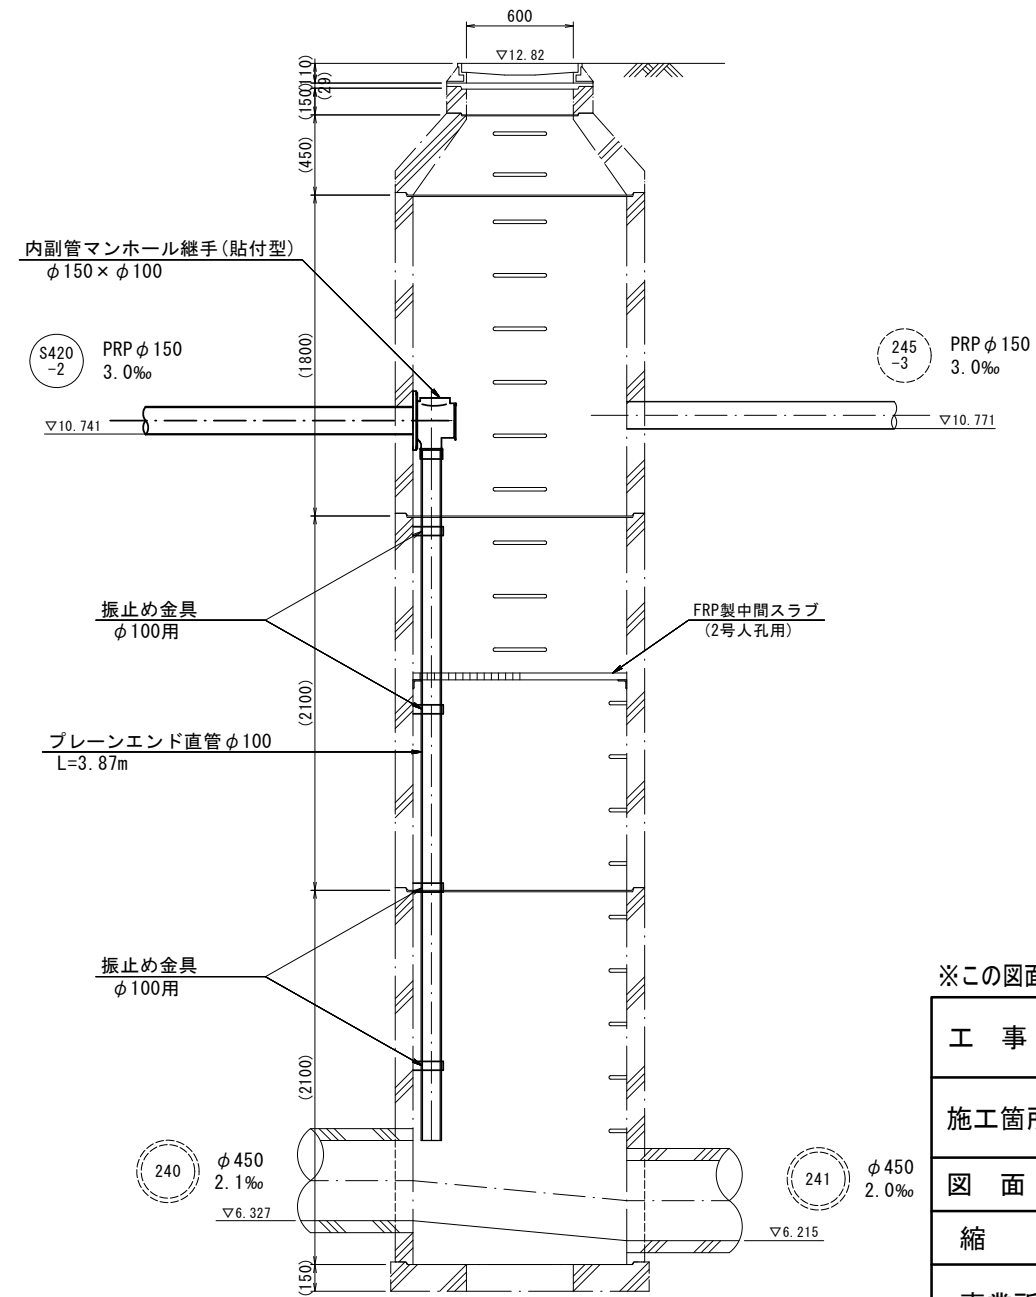 600
▽12.82
(110)
(29)
(150)
(450)
内副管マンホール継手(貼付型)
φ150×φ100
S420
-2
PRPφ150
3.0‰
(1800)
245
-3
PRPφ150
3.0‰
▽10.741
▽10.771
振止め金具
φ100用
FRP製中間スラブ
(2号人孔用)
(2100)
プレーンエンド直管φ100
L=3.87m
振止め金具
φ100用
※この図面
工事
施工箇所
図面
縮
(2100)
240
φ450
2.1‰
241
φ450
2.0‰
▽6.327
▽6.215
(150)